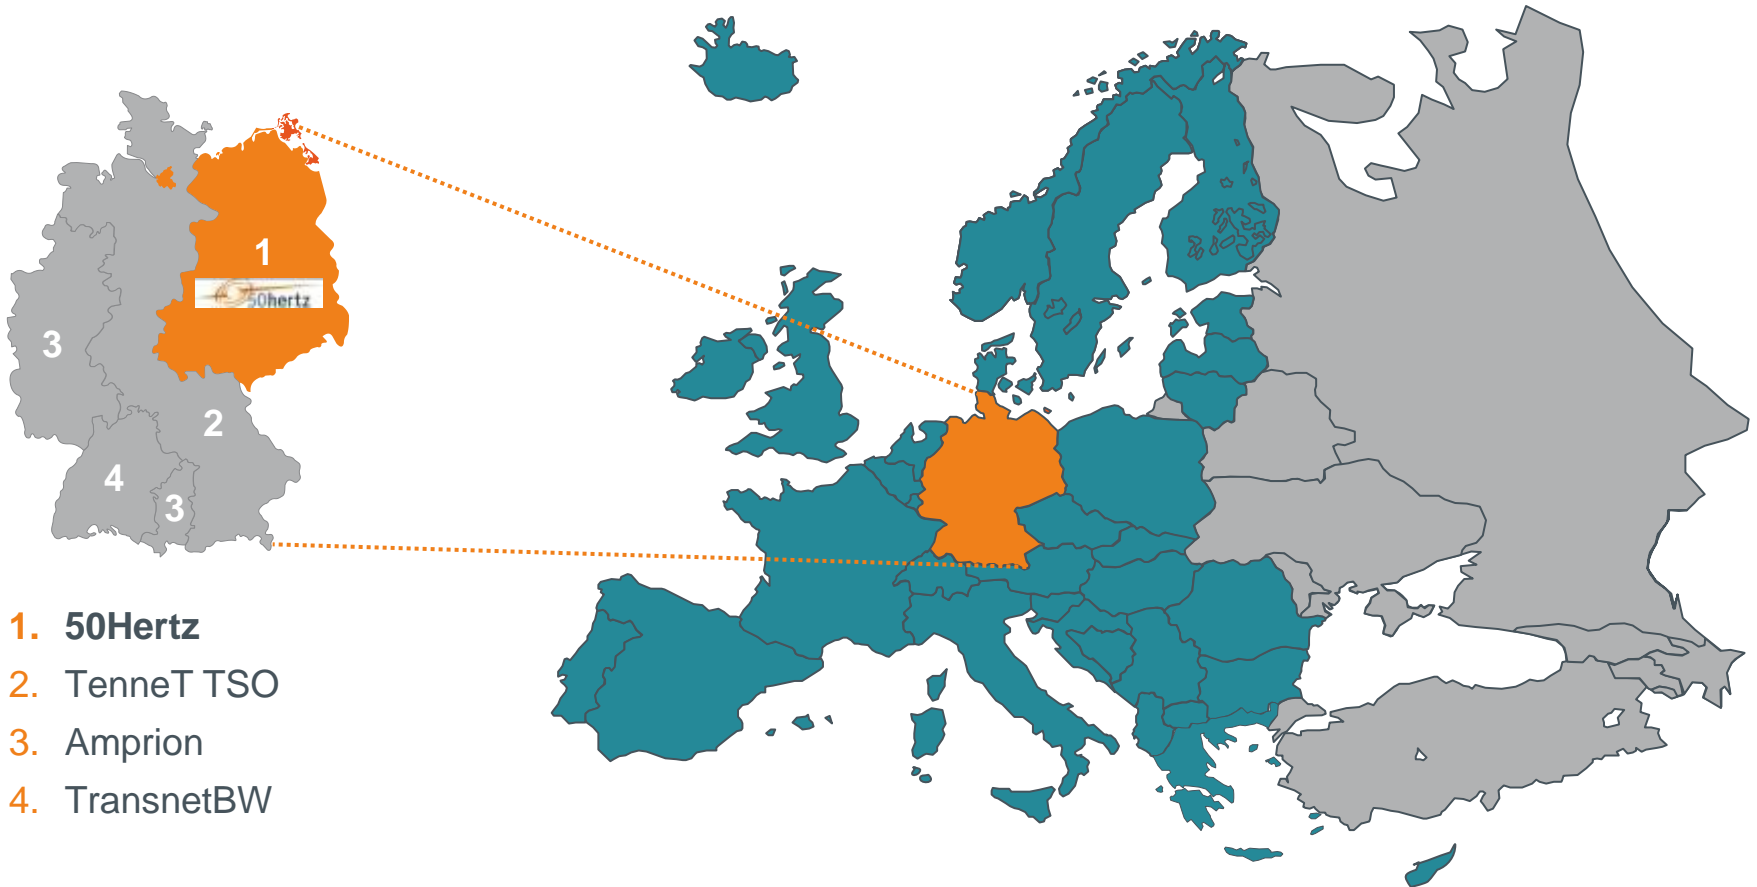 1
50hertz
3
2
4
3
1. 50Hertz
2. TenneT TSO
3. Amprion
4. TransnetBW